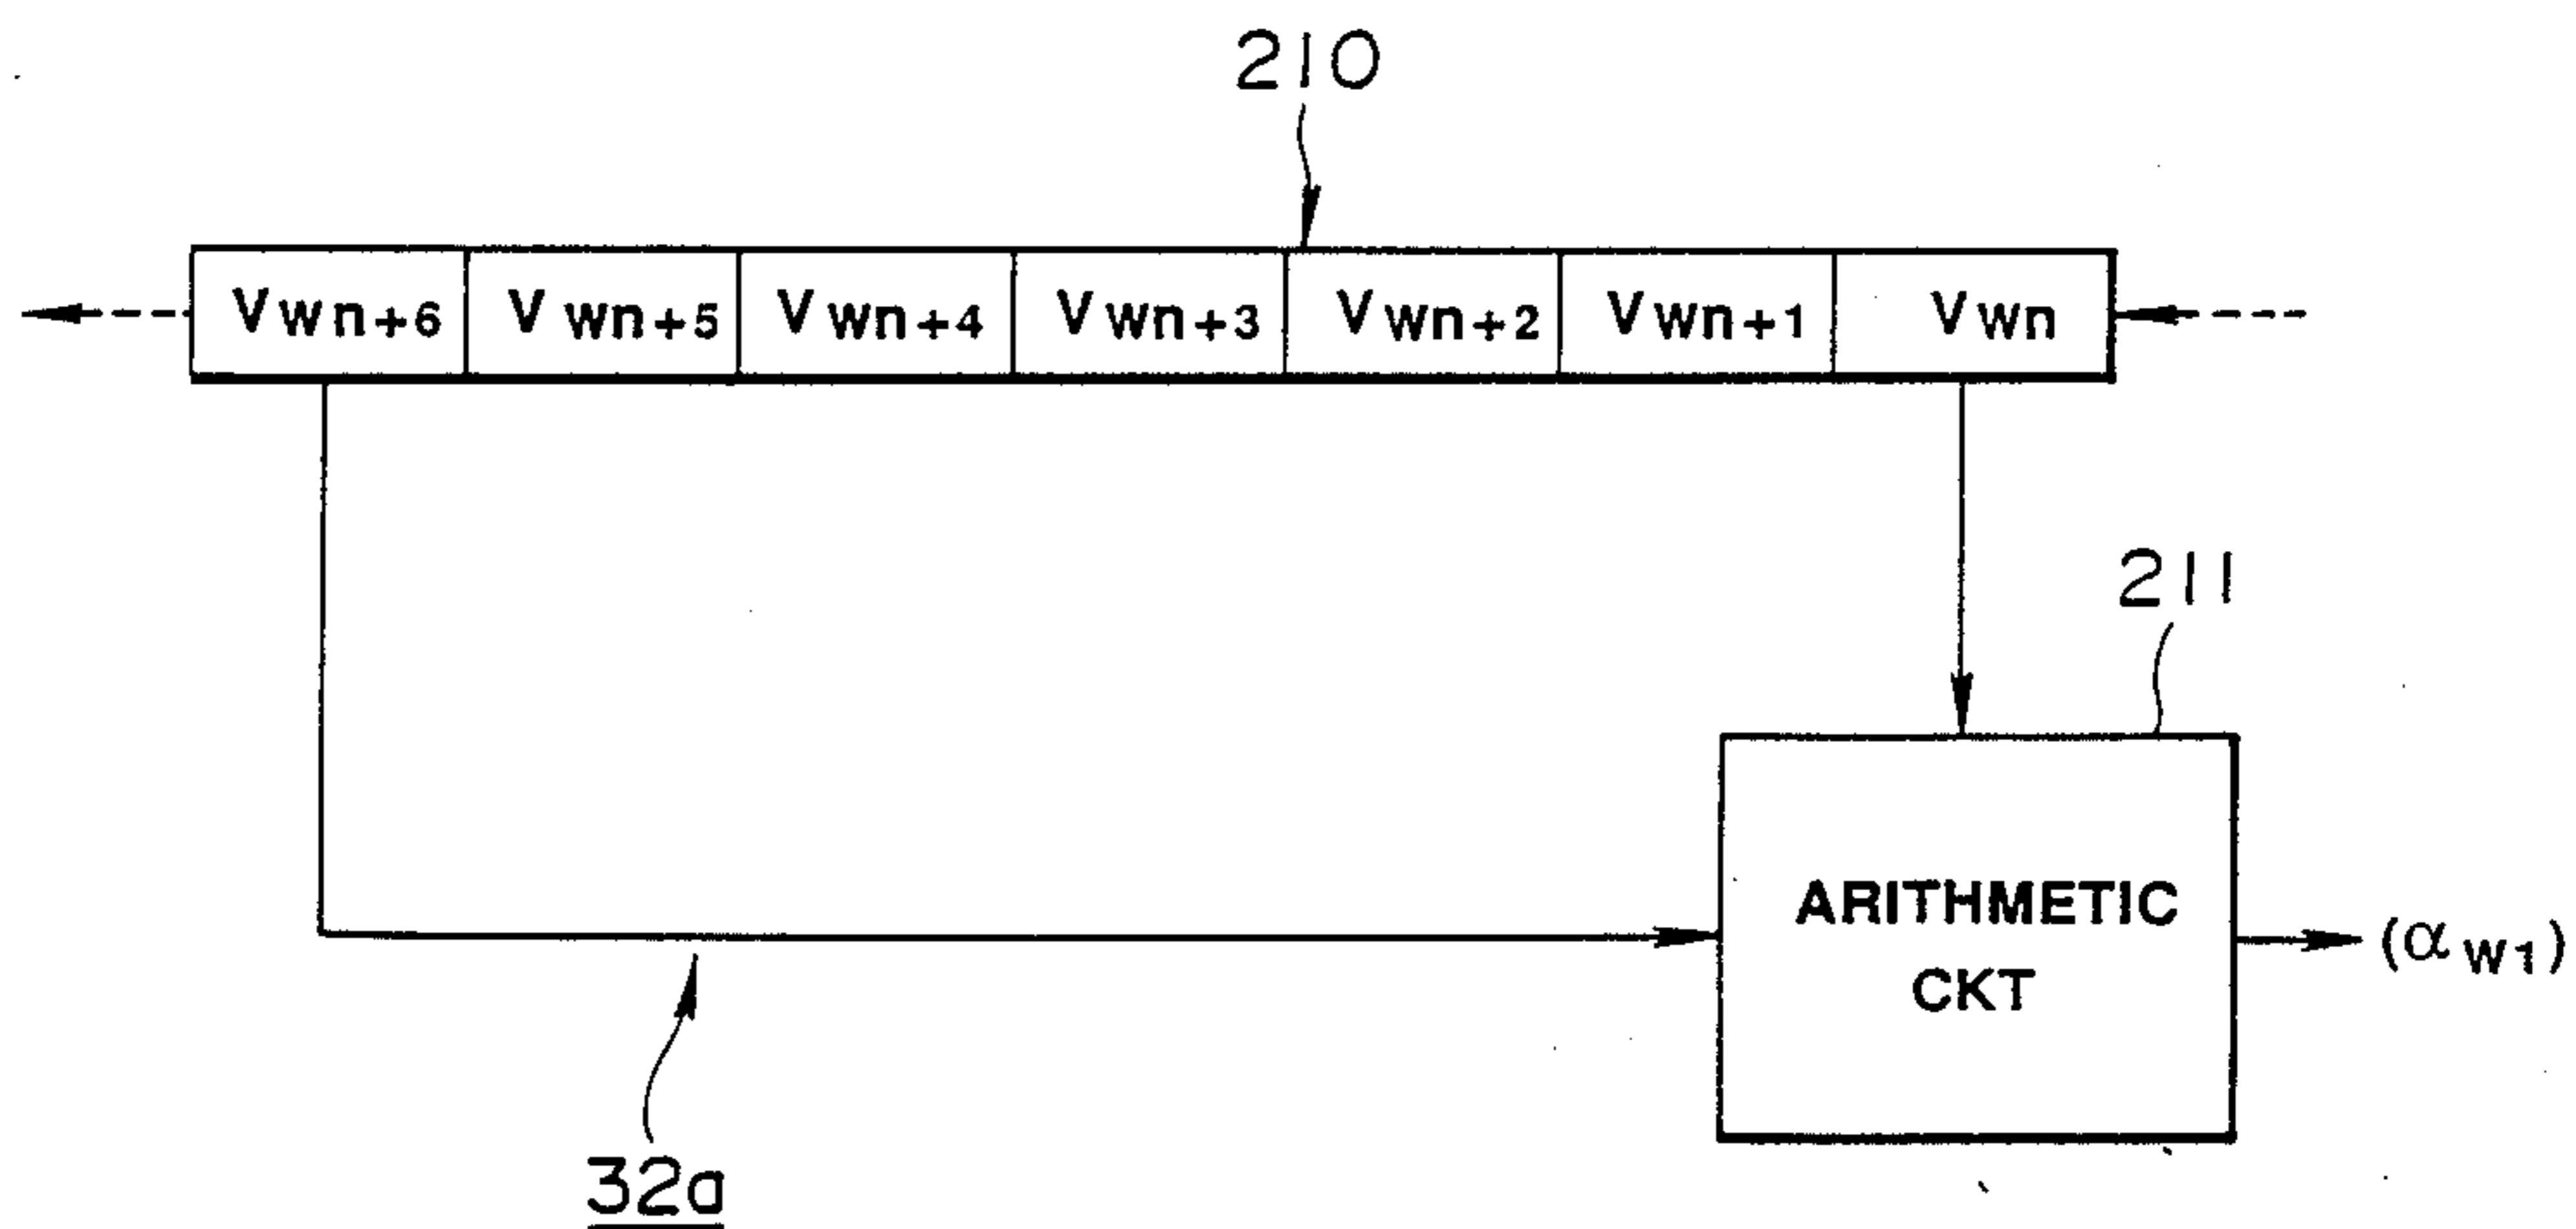 210
Vwn+6 Vwn+5 Vwn+4 Vwn+3 Vwn+2 Vwn+1 Vwn
211
ARITHMETIC
CKT
(αw1)
32a